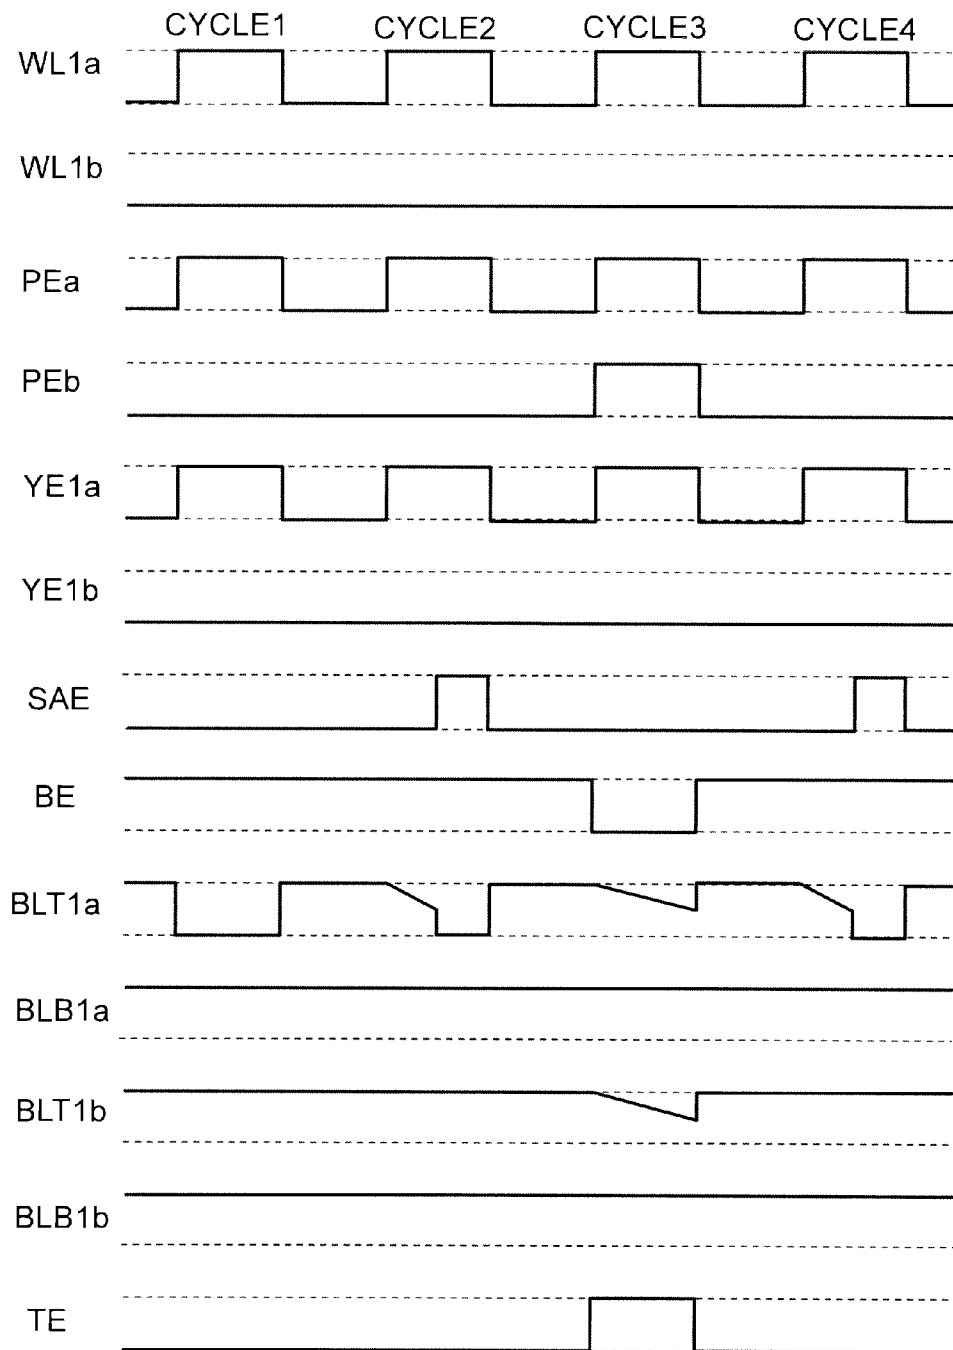 CYCLE1 CYCLE2 CYCLE3 CYCLE4
WL1a
WL1b
PEa
PEb
YE1a
YE1b
SAE
BE
BLT1a
BLB1a
BLT1b
BLB1b
TE